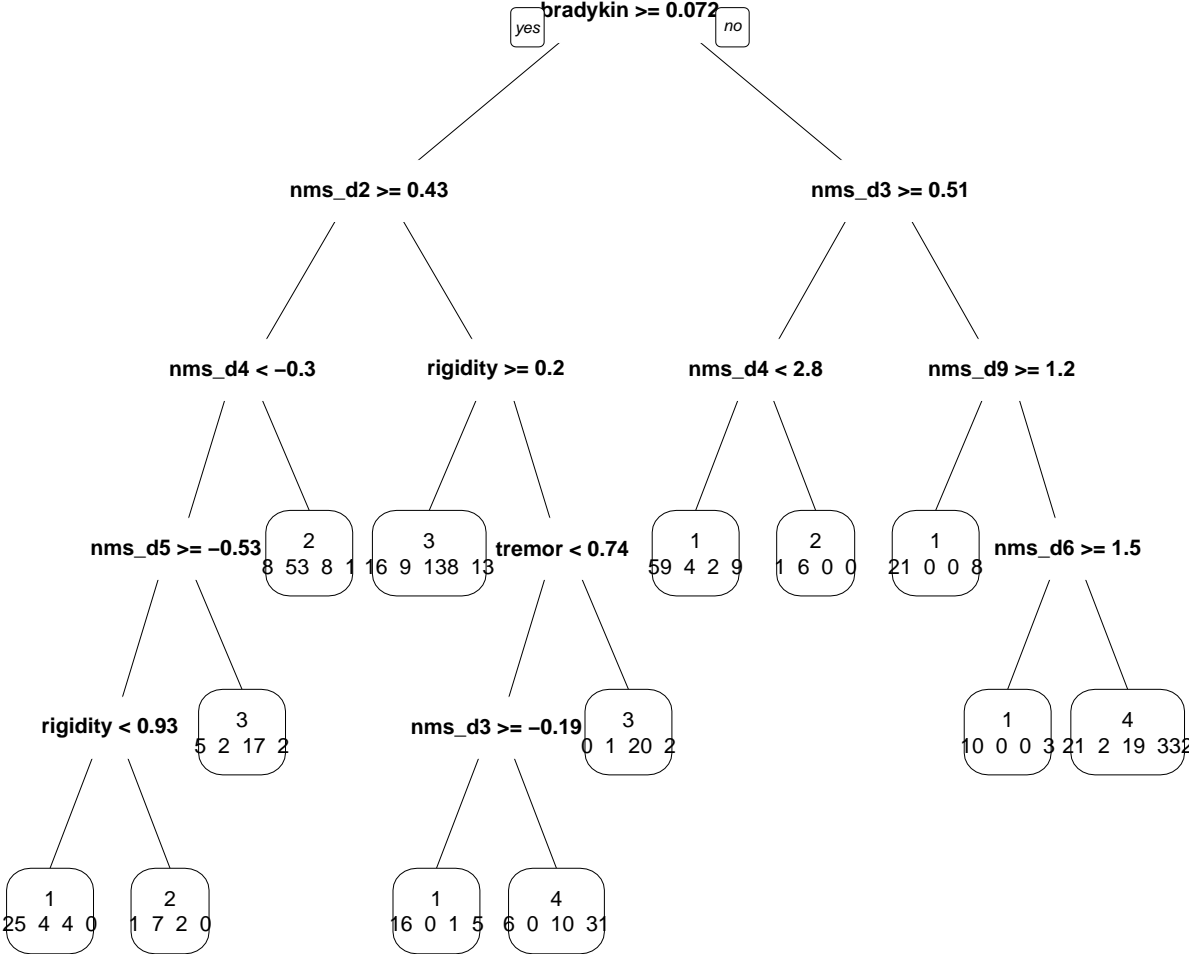 bradykin >= 0.072
yes
no
nms_d2 >= 0.43
nms_d3 >= 0.51
nms_d4 < −0.3
rigidity >= 0.2
nms_d4 < 2.8
nms_d9 >= 1.2
nms_d5 >= −0.53
2
8 53 8 1
3
16 9 138 13
tremor < 0.74
1
59 4 2 9
2
1 6 0 0
1
21 0 0 8
nms_d6 >= 1.5
rigidity < 0.93
3
5 2 17 2
nms_d3 >= −0.19
3
0 1 20 2
1
10 0 0 3
4
21 2 19 332
1
25 4 4 0
2
1 7 2 0
1
16 0 1 5
4
6 0 10 31